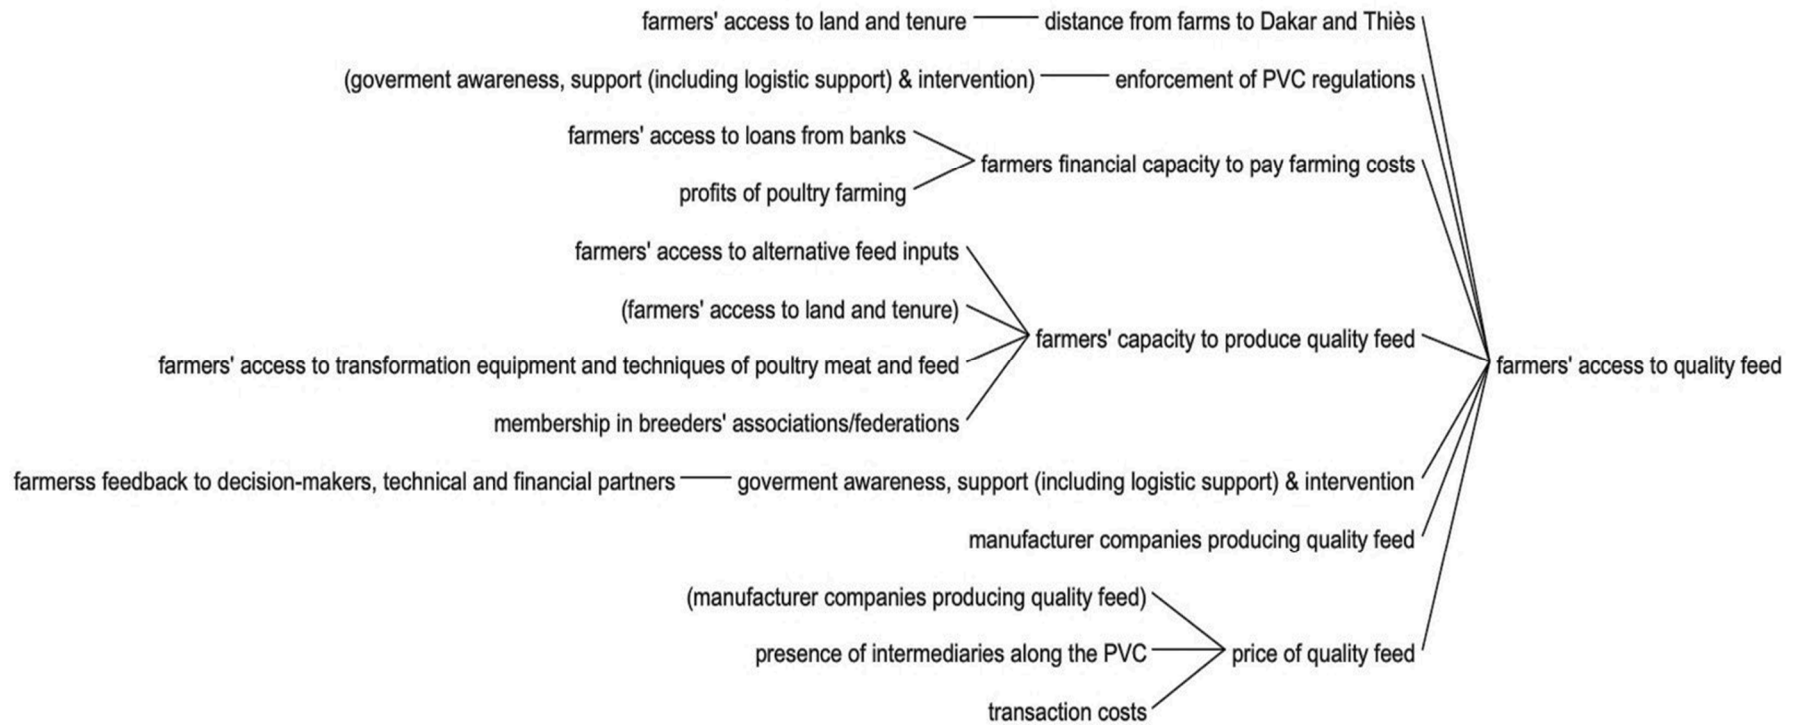 farmers' access to land and tenure
distance from farms to Dakar and Thiès
(goverment awareness, support (including logistic support) & intervention)
enforcement of PVC regulations
farmers' access to loans from banks
farmers financial capacity to pay farming costs
profits of poultry farming
farmers' access to alternative feed inputs
(farmers' access to land and tenure)
farmers' capacity to produce quality feed
farmers' access to transformation equipment and techniques of poultry meat and feed
farmers' access to quality feed
membership in breeders' associations/federations
farmerss feedback to decision-makers, technical and financial partners
goverment awareness, support (including logistic support) & intervention
manufacturer companies producing quality feed
(manufacturer companies producing quality feed)
presence of intermediaries along the PVC
price of quality feed
transaction costs